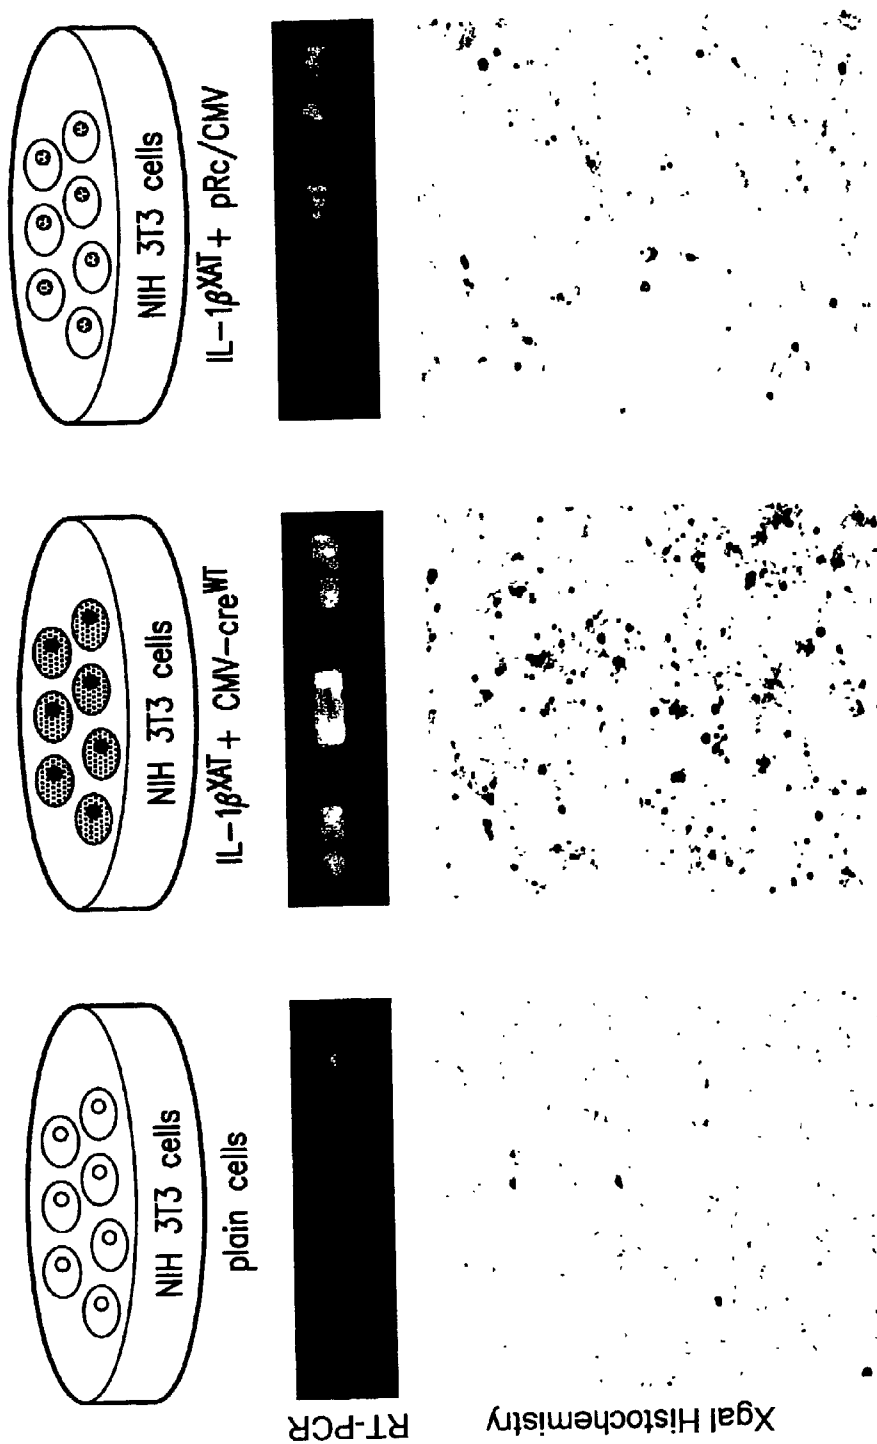 NIH 3T3 cells
plain cells
NIH 3T3 cells
IL-1β^XAT + CMV-cre^WT
NIH 3T3 cells
IL-1β^XAT + pRc/CMV
RT-PCR
Xgal Histochemistry